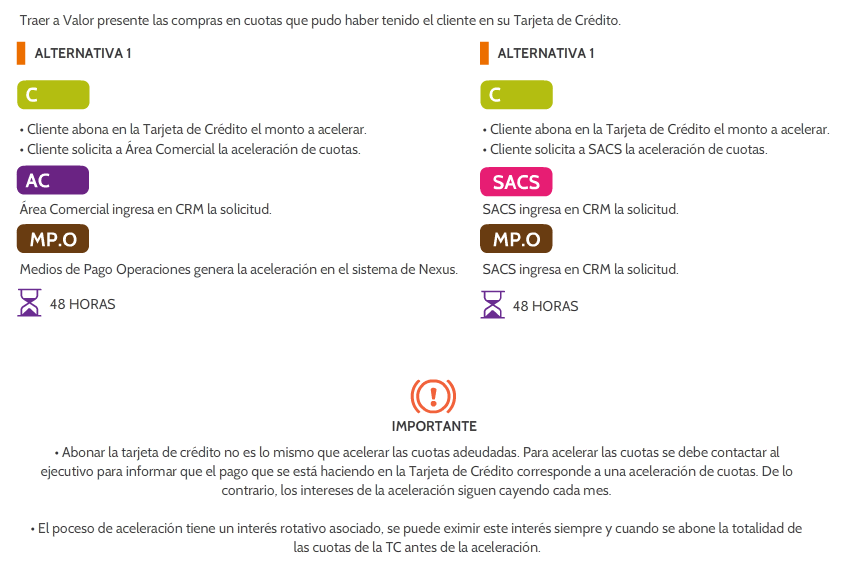 Traer a Valor presente las compras en cuotas que pudo haber tenido el cliente en su Tarjeta de Crédito.
ALTERNATIVA 1
C
• Cliente abona en la Tarjeta de Crédito el monto a acelerar.
• Cliente solicita a Área Comercial la aceleración de cuotas.
AC
Área Comercial ingresa en CRM la solicitud.
MP.O
Medios de Pago Operaciones genera la aceleración en el sistema de Nexus.
48 HORAS
ALTERNATIVA 1
C
• Cliente abona en la Tarjeta de Crédito el monto a acelerar.
• Cliente solicita a SACS la aceleración de cuotas.
SACS
SACS ingresa en CRM la solicitud.
MP.O
SACS ingresa en CRM la solicitud.
48 HORAS
IMPORTANTE
• Abonar la tarjeta de crédito no es lo mismo que acelerar las cuotas adeudadas. Para acelerar las cuotas se debe contactar al
ejecutivo para informar que el pago que se está haciendo en la Tarjeta de Crédito corresponde a una aceleración de cuotas. De lo
contrario, los intereses de la aceleración siguen cayendo cada mes.
• El poceso de aceleración tiene un interés rotativo asociado, se puede eximir este interés siempre y cuando se abone la totalidad de
las cuotas de la TC antes de la aceleración.